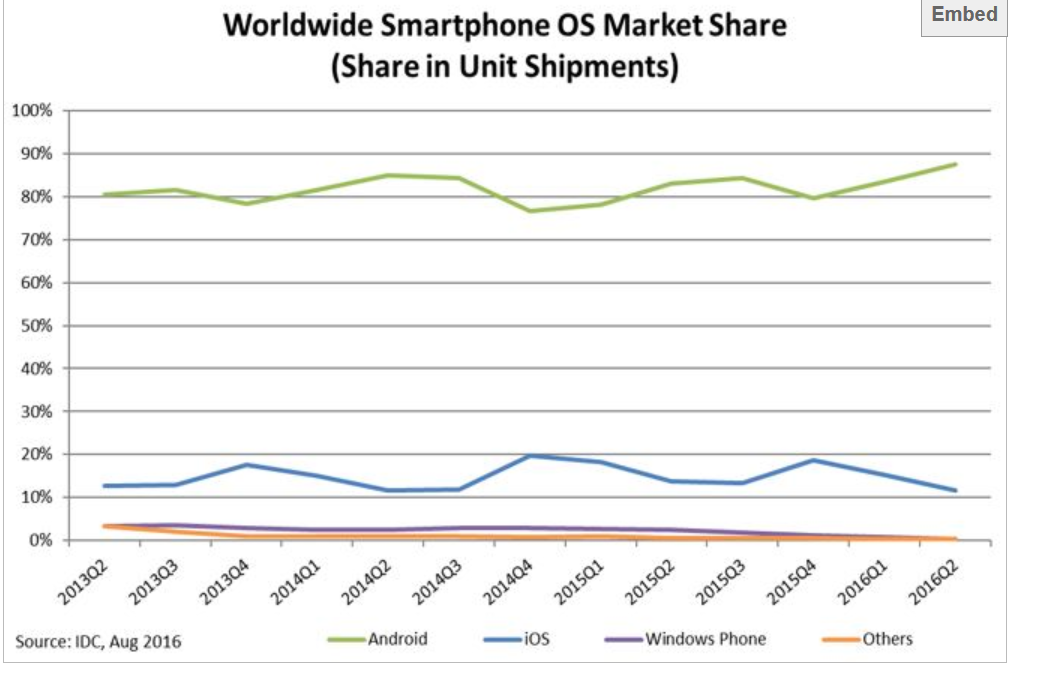 Embed
Worldwide Smartphone OS Market Share
(Share in Unit Shipments)
100%
90%
80%
70%
60%
50%
40%
30%
20%
10%
0%
2013Q2
2013Q3
2013Q4
2014Q1
2014Q2
2014Q3
2014Q4
2015Q1
2015Q2
2015Q3
2015Q4
2016Q1
2016Q2
Source: IDC, Aug 2016
Android
iOS
Windows Phone
Others